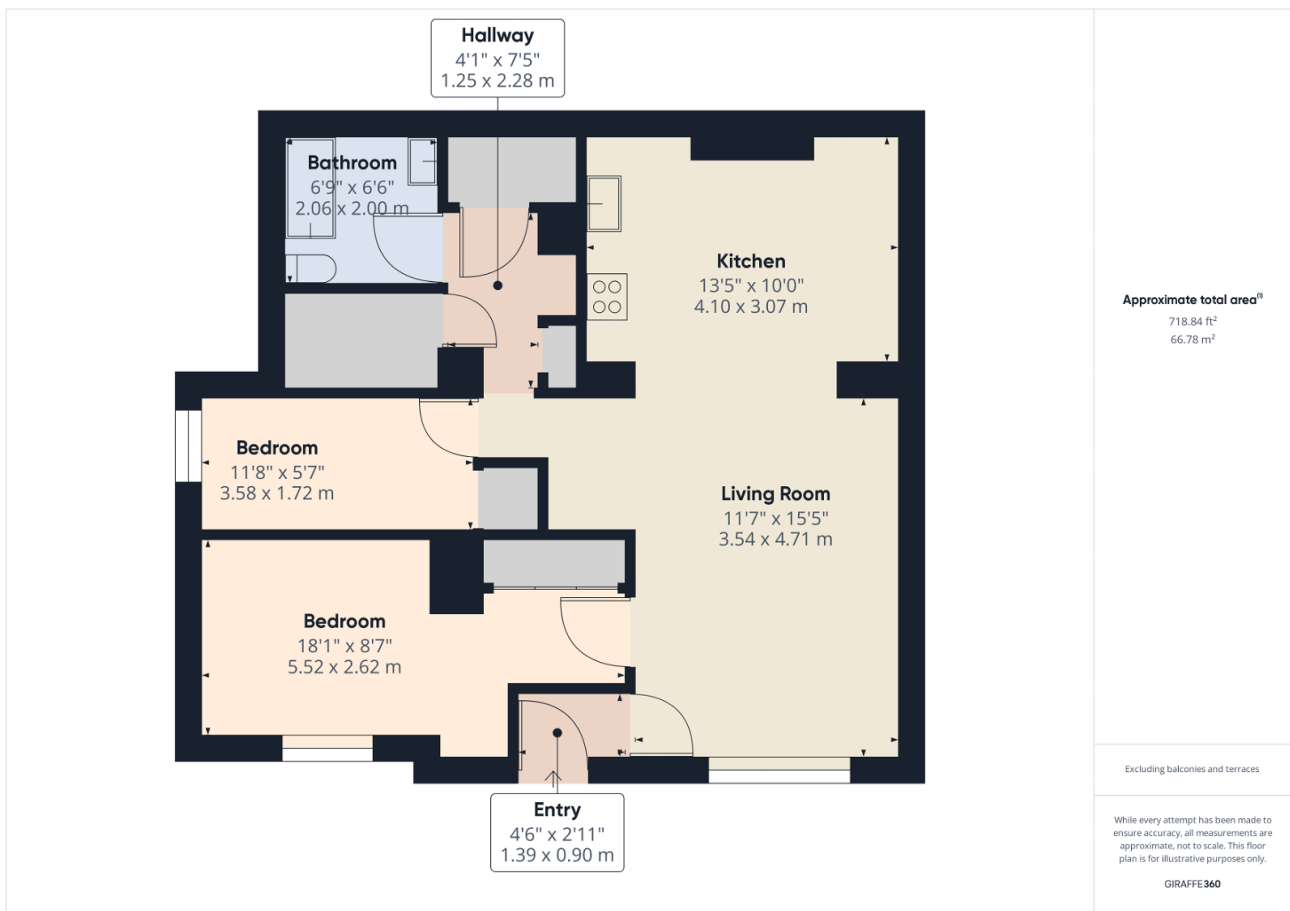 Hallway
4'1" x 7'5"
1.25 x 2.28 m
Bathroom
6'9" x 6'6"
2.06 x 2.00 m
Kitchen
13'5" x 10'0"
4.10 x 3.07 m
Bedroom
11'8" x 5'7"
3.58 x 1.72 m
Living Room
11'7" x 15'5"
3.54 x 4.71 m
Bedroom
18'1" x 8'7"
5.52 x 2.62 m
Entry
4'6" x 2'11"
1.39 x 0.90 m
Approximate total area(1)
718.84 ft²
66.78 m²
Excluding balconies and terraces
While every attempt has been made to
ensure accuracy, all measurements are
approximate, not to scale. This floor
plan is for illustrative purposes only.
GIRAFFE360